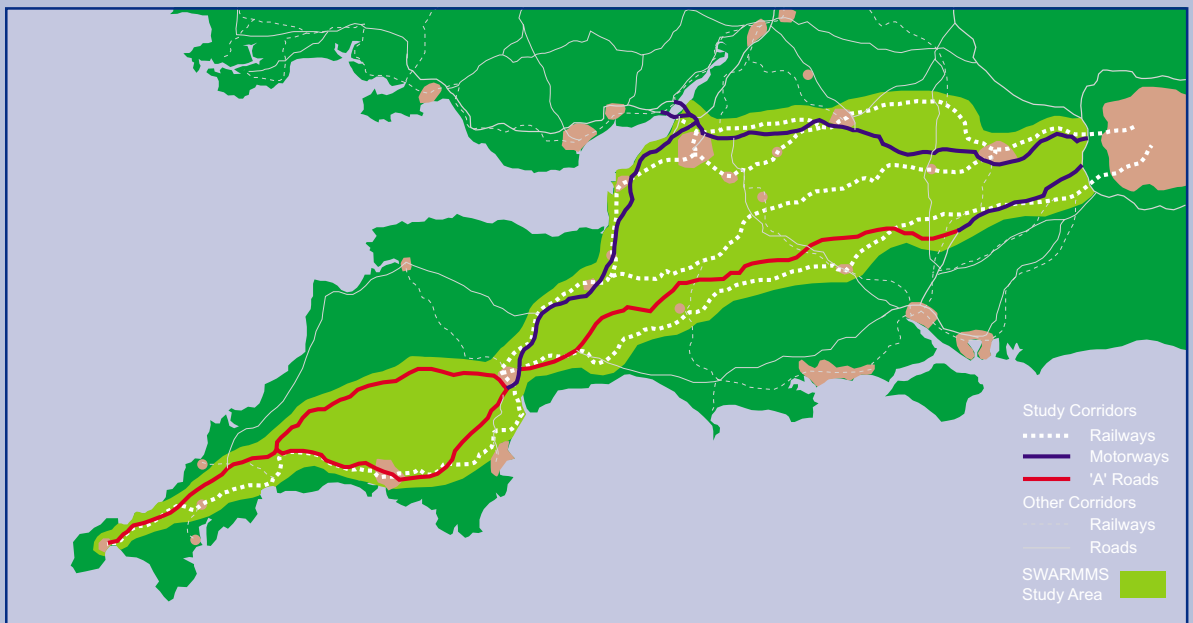 Study Corridors
Railways
Motorways
'A' Roads
Other Corridors
Railways
Roads
SWARMMS
Study Area